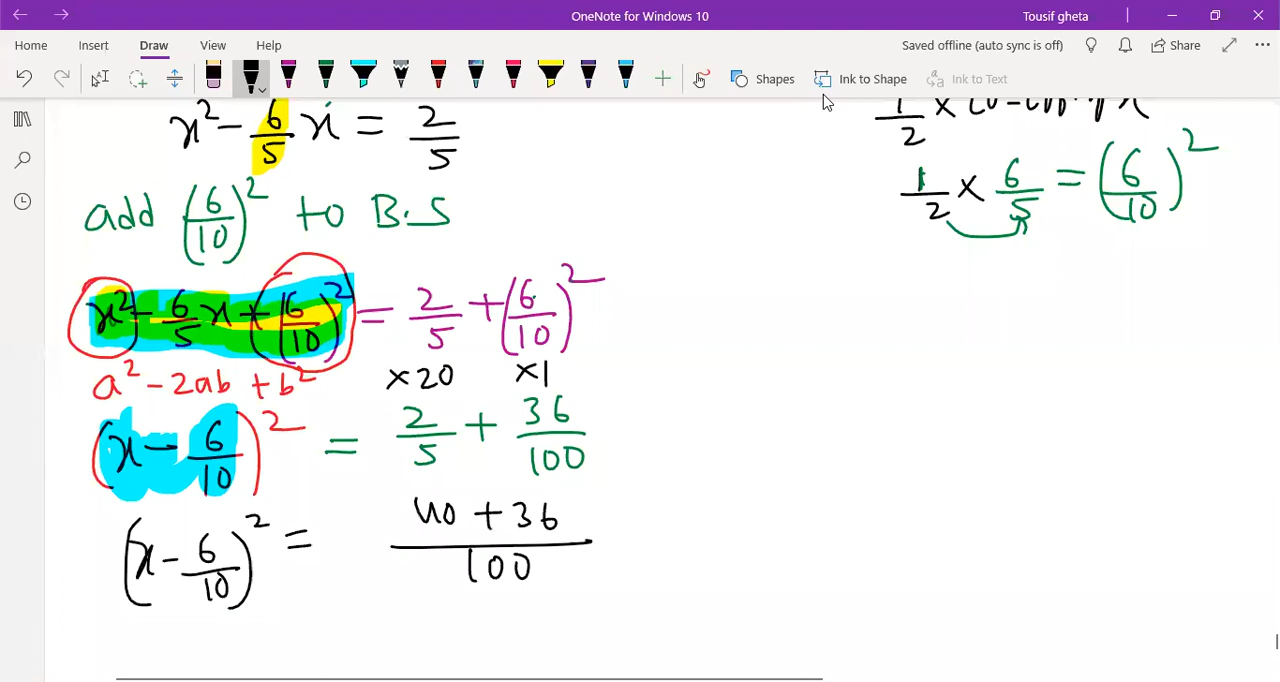 OneNote for Windows 10
Tousif gheta
Home Insert Draw View Help
Saved offline (auto sync is off) Share
Shapes Ink to Shape Ink to Text
x² - 6/5 x = 2/5
add (6/10)² to B.S
x² - 6/5 x + (6/10)² = 2/5 + (6/10)²
a² - 2ab + b²
×20 ×1
(x - 6/10)² = 2/5 + 36/100
(x - 6/10)² = 40 + 36 / 100
1/2 ×
1/2 × 6/5 = (6/10)²